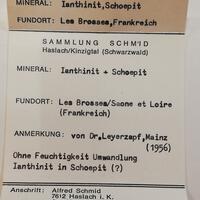 MINERAL: Ianthinit,Schoepit
FUNDORT: Les Brosses,Frankreich
SAMMLUNG SCHMID
Haslach/Kinzigtal (Schwarzwald)
MINERAL: Ianthinit + Schoepit
FUNDORT: Les Brosses/Saone et Loire
(Frankreich)
ANMERKUNG: von Dr.Leyerzapf,Mainz
(1956)
Ohne Feuchtigkeit Umwandlung
Ianthinit in Schoepit (?)
Anschrift: Alfred Schmid
7612 Haslach i. K.